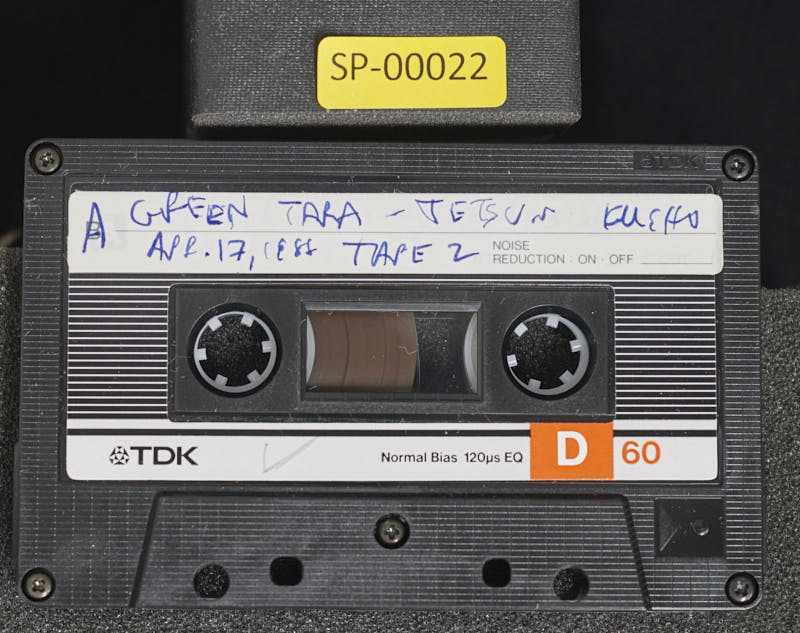 SP-00022
TDK
A GREEN TARA - JETSUN KUSHO
APR. 17, 1988 TAPE 2
NOISE
REDUCTION : ON · OFF
TDK
Normal Bias 120μs EQ
D 60